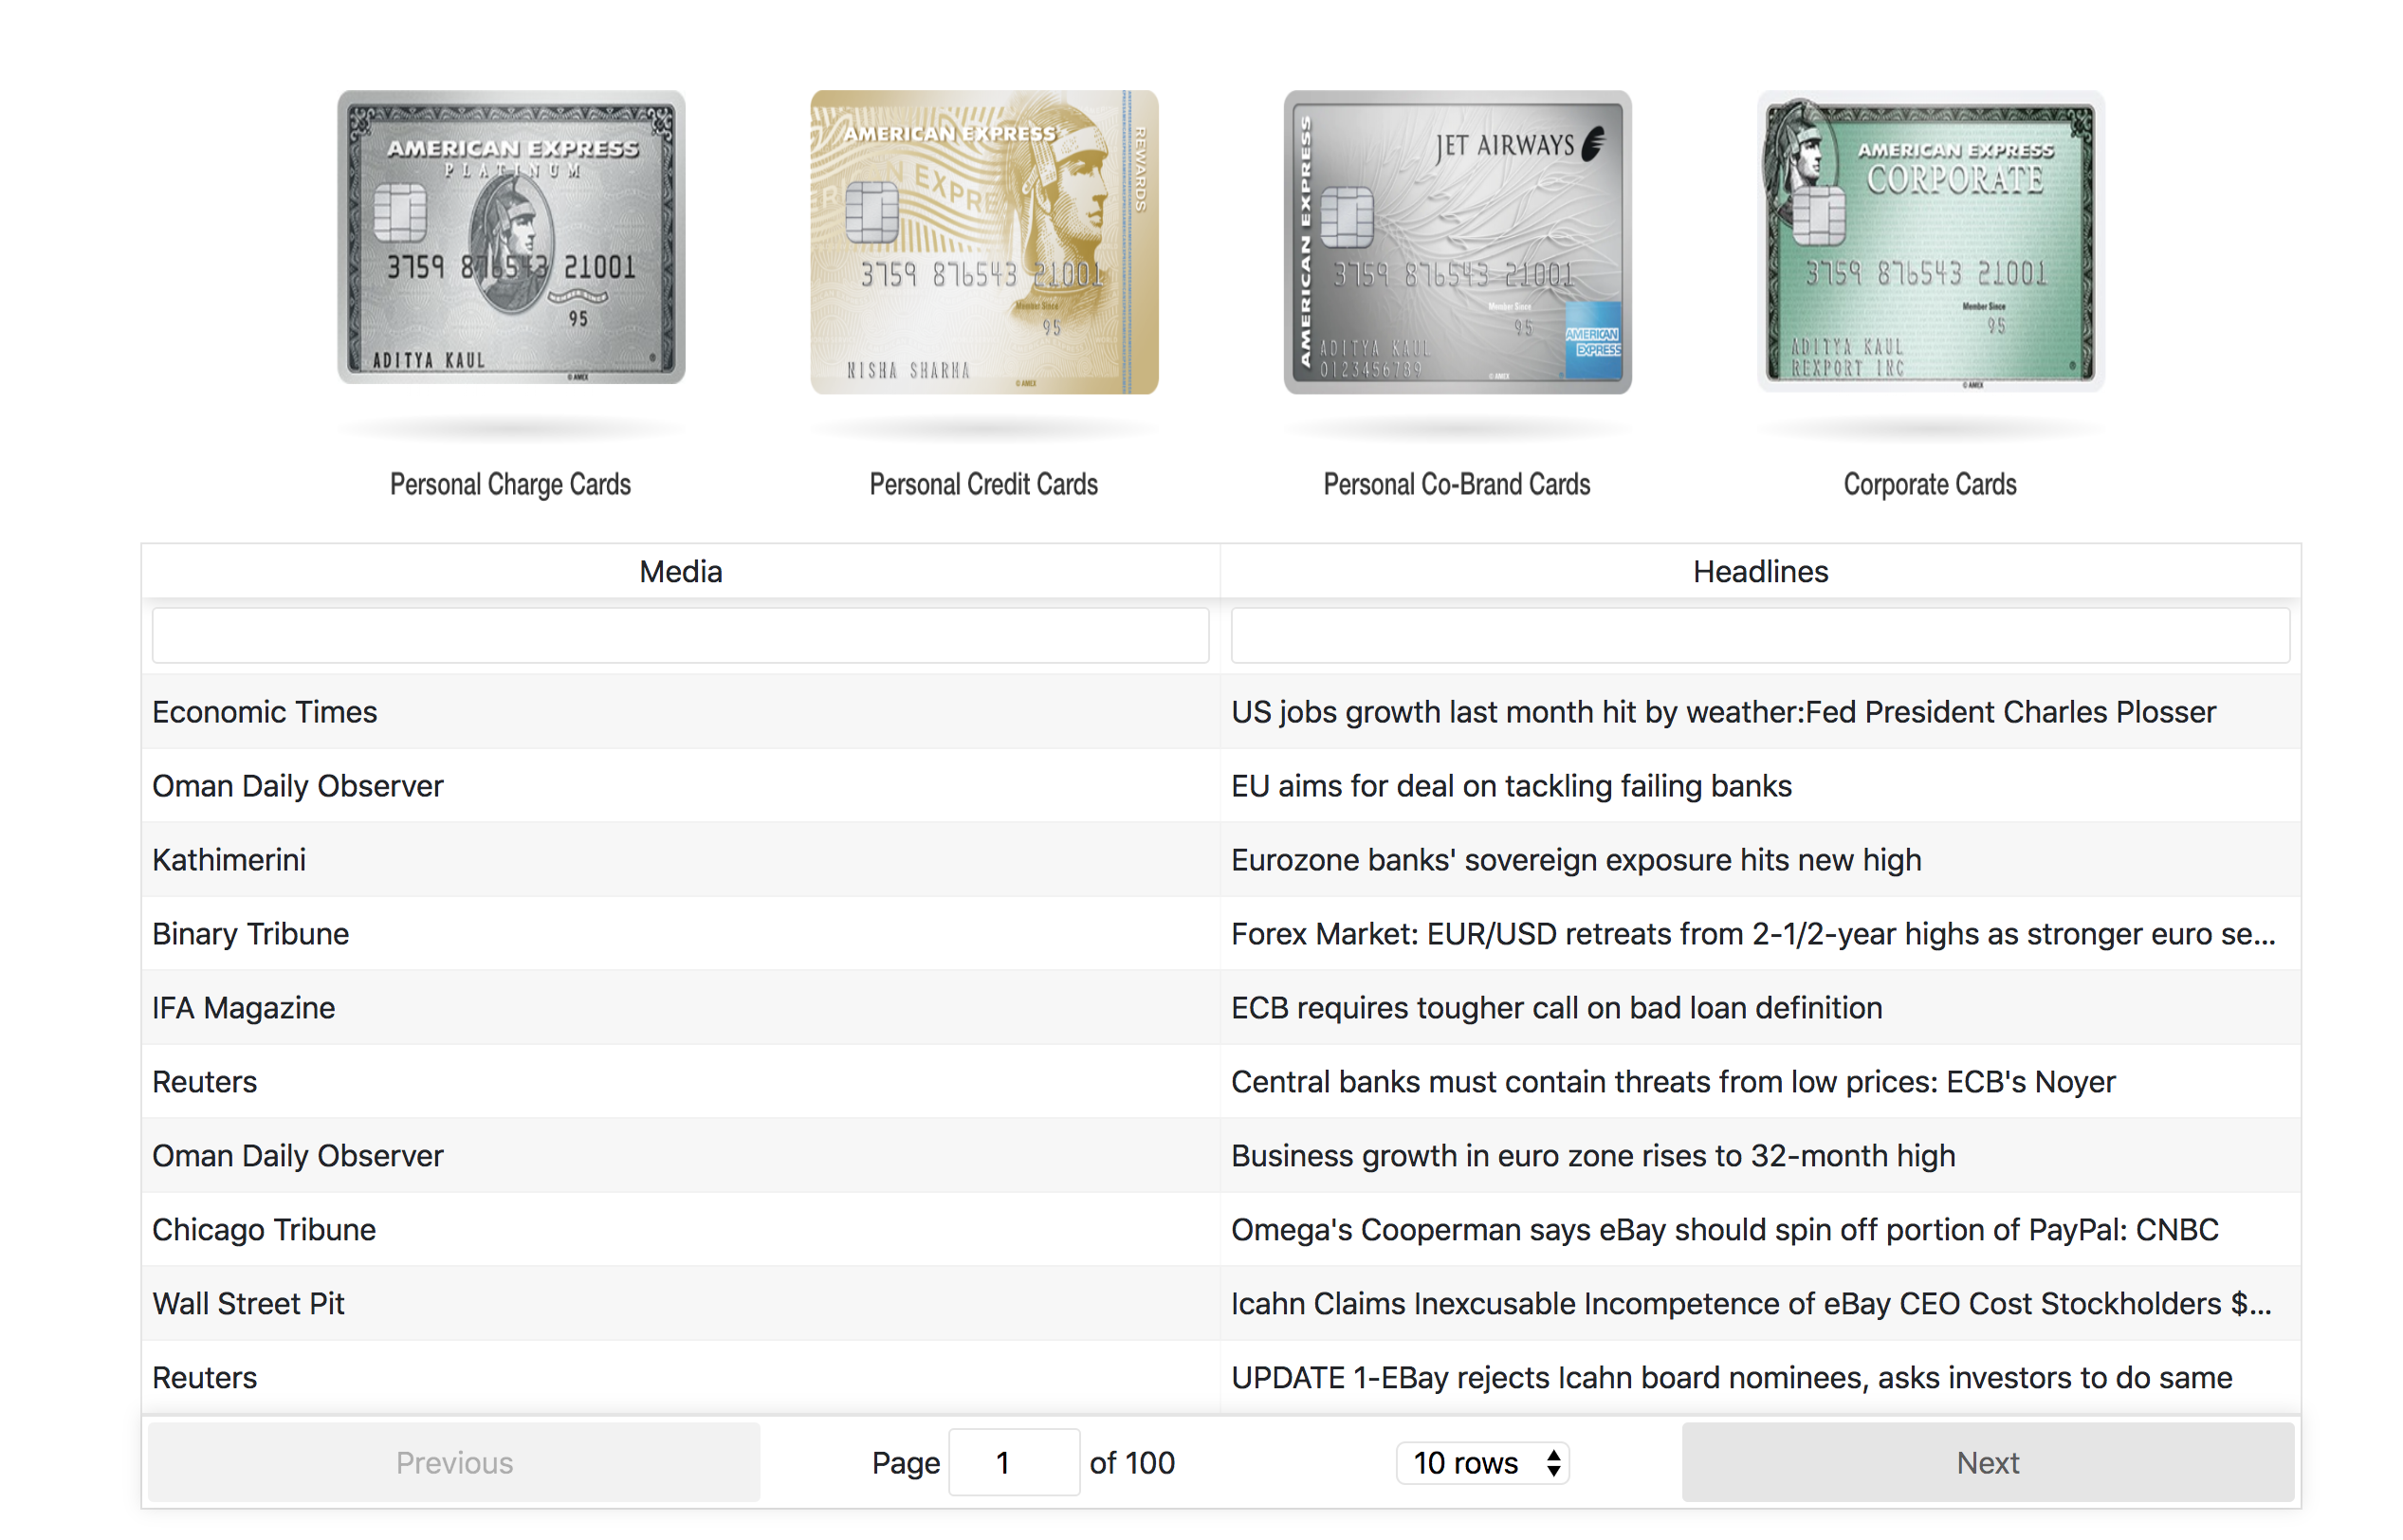 AMERICAN EXPRESS
PLATINUM
3759 876543 21001
MEMBER SINCE
95
ADITYA KAUL
© AMEX
AMERICAN EXPRESS
REWARDS
3759 876543 21001
Member Since
95
NISHA SHARMA
© AMEX
AMERICAN EXPRESS
JET AIRWAYS
3759 876543 21001
Member Since
95
ADITYA KAUL
0123456789
AMERICAN
EXPRESS
© AMEX
AMERICAN EXPRESS
CORPORATE
3759 876543 21001
Member Since
95
ADITYA KAUL
REXPORT INC
© AMEX
Personal Charge Cards
Personal Credit Cards
Personal Co-Brand Cards
Corporate Cards
Media Headlines
Economic Times US jobs growth last month hit by weather:Fed President Charles Plosser
Oman Daily Observer EU aims for deal on tackling failing banks
Kathimerini Eurozone banks' sovereign exposure hits new high
Binary Tribune Forex Market: EUR/USD retreats from 2-1/2-year highs as stronger euro se...
IFA Magazine ECB requires tougher call on bad loan definition
Reuters Central banks must contain threats from low prices: ECB's Noyer
Oman Daily Observer Business growth in euro zone rises to 32-month high
Chicago Tribune Omega's Cooperman says eBay should spin off portion of PayPal: CNBC
Wall Street Pit Icahn Claims Inexcusable Incompetence of eBay CEO Cost Stockholders $...
Reuters UPDATE 1-EBay rejects Icahn board nominees, asks investors to do same
Previous Page 1 of 100 10 rows Next